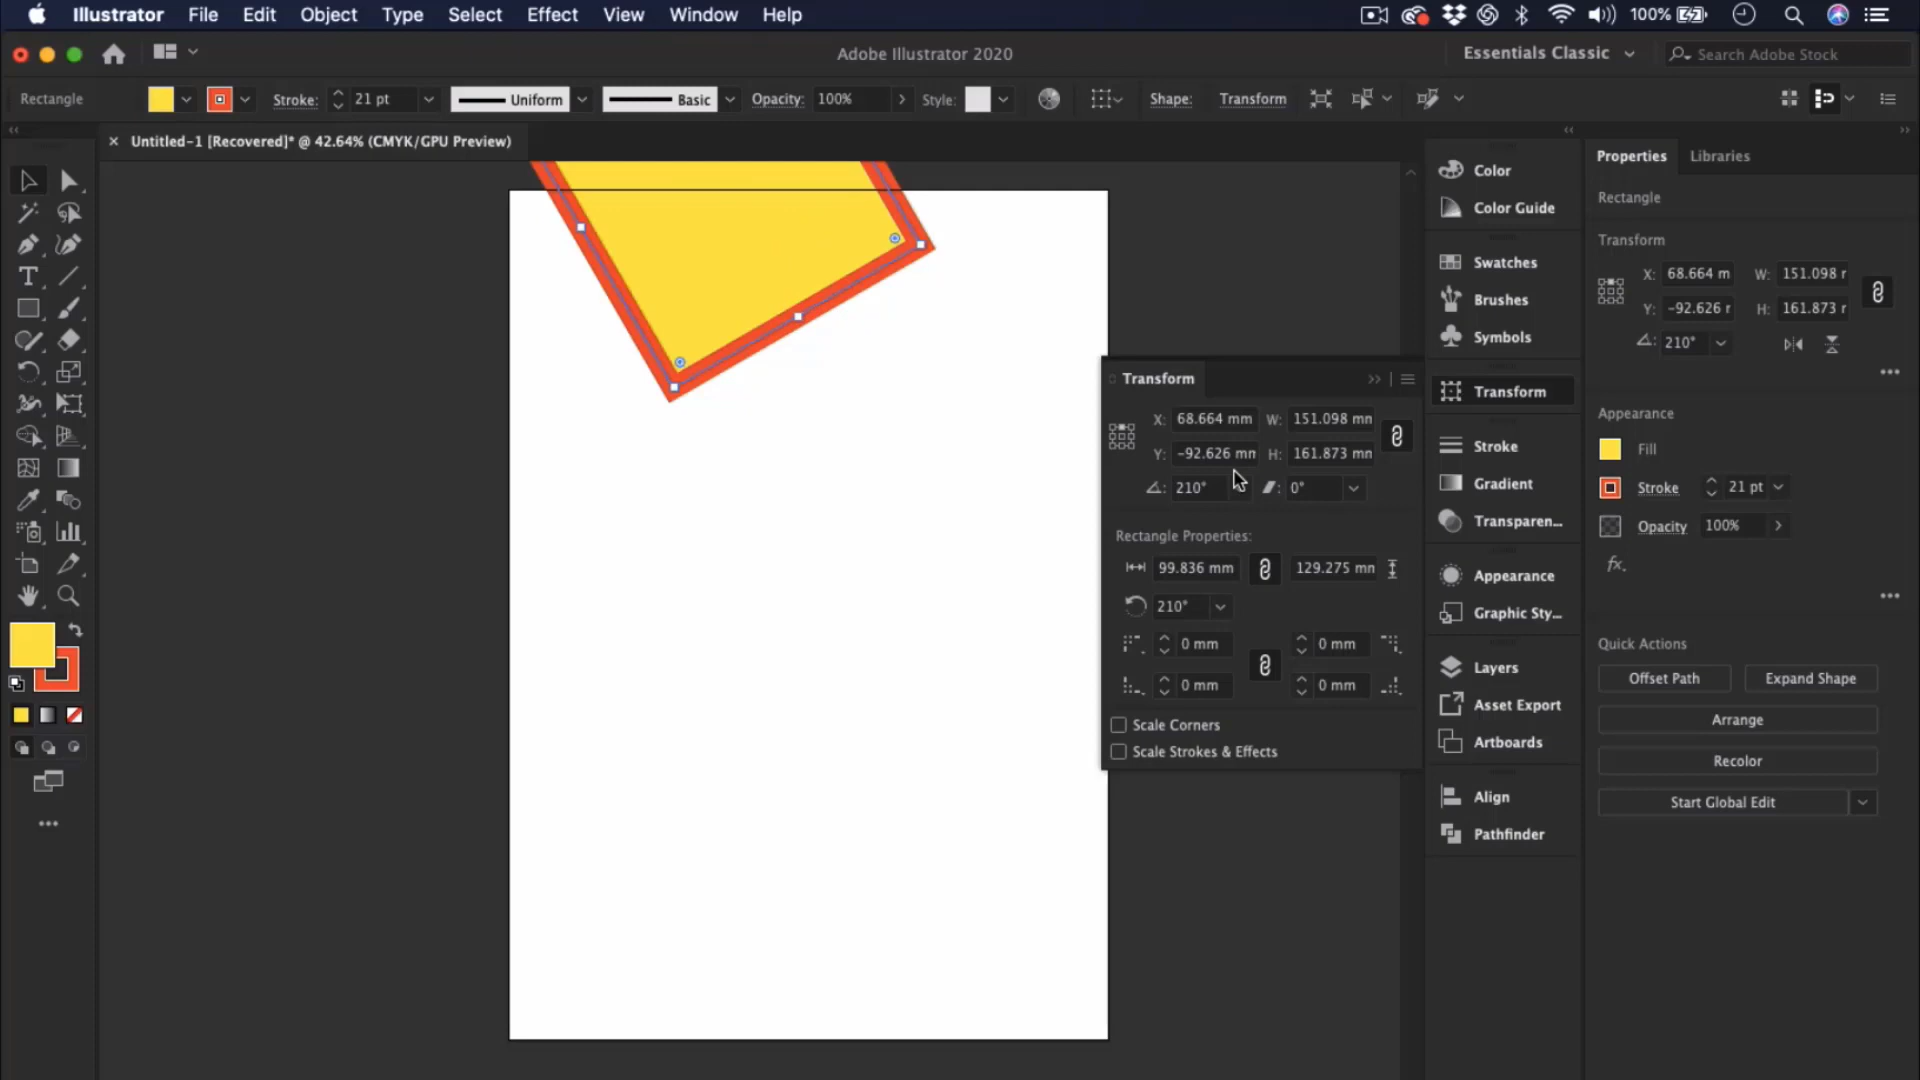 Illustrator File Edit Object Type Select Effect View Window Help 100%
Adobe Illustrator 2020 Essentials Classic Search Adobe Stock
Rectangle Stroke: 21 pt Uniform Basic Opacity: 100% Style: Shape: Transform
× Untitled-1 [Recovered]* @ 42.64% (CMYK/GPU Preview)
Color
Color Guide
Swatches
Brushes
Symbols
Transform
Stroke
Gradient
Transparen...
Appearance
Graphic Sty...
Layers
Asset Export
Artboards
Align
Pathfinder
Transform
X: 68.664 mm W: 151.098 mm
Y: -92.626 mm H: 161.873 mm
210° 0°
Rectangle Properties:
99.836 mm 129.275 mm
210°
0 mm 0 mm
0 mm 0 mm
Scale Corners
Scale Strokes & Effects
Properties Libraries
Rectangle
Transform
X: 68.664 m W: 151.098 r
Y: -92.626 r H: 161.873 r
210°
Appearance
Fill
Stroke 21 pt
Opacity 100%
fx.
Quick Actions
Offset Path Expand Shape
Arrange
Recolor
Start Global Edit